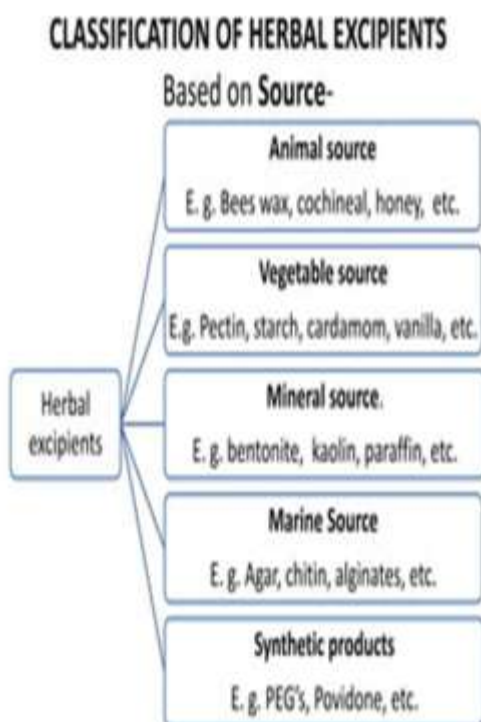 CLASSIFICATION OF HERBAL EXCIPIENTS
Based on Source-
Animal source
E. g. Bees wax, cochineal, honey, etc.
Vegetable source
E.g. Pectin, starch, cardamom, vanilla, etc.
Herbal
excipients
Mineral source.
E. g. bentonite, kaolin, paraffin, etc.
Marine Source
E. g. Agar, chitin, alginates, etc.
Synthetic products
E. g. PEG's, Povidone, etc.